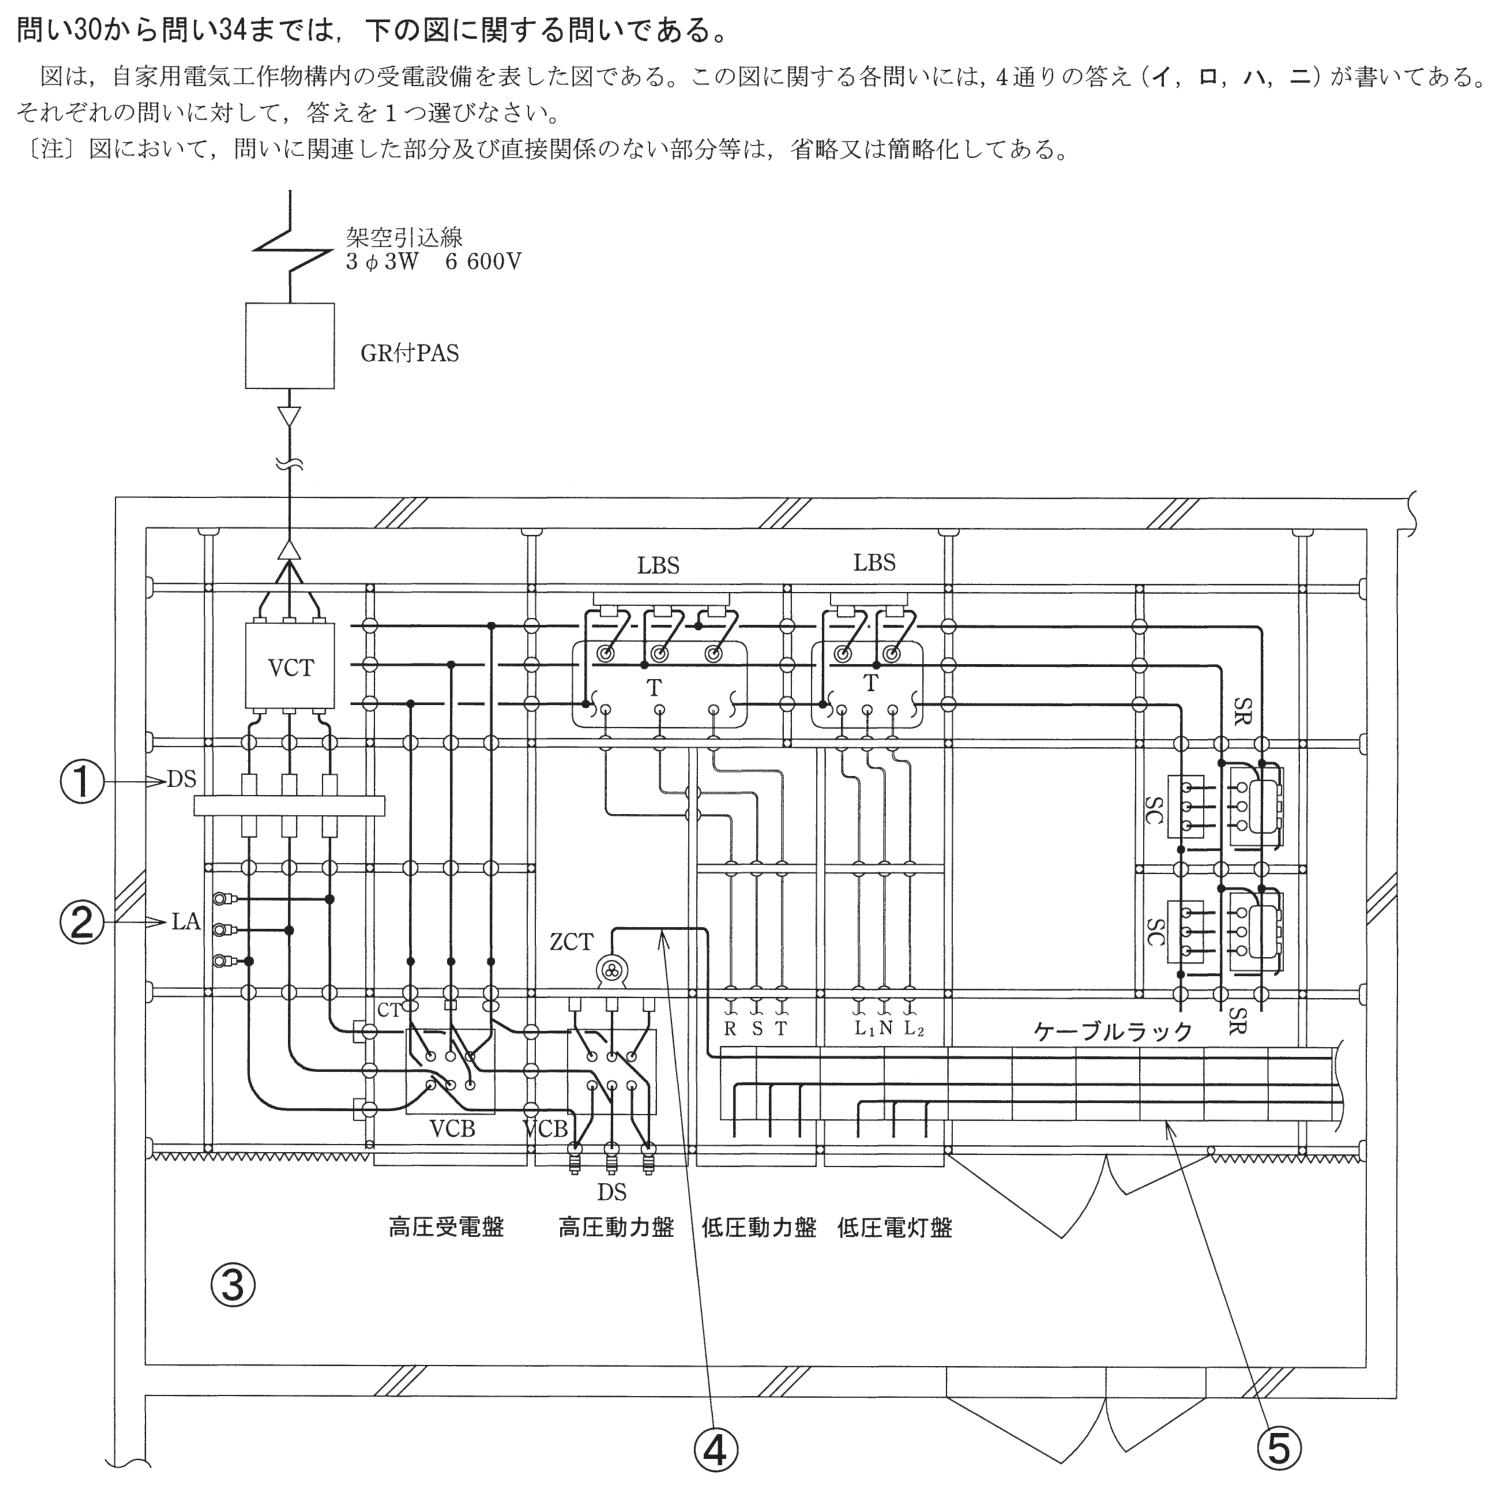 問い30から問い34までは，下の図に関する問いである。
図は，自家用電気工作物構内の受電設備を表した図である。この図に関する各問いには，4通りの答え（イ，ロ，ハ，ニ）が書いてある。
それぞれの問いに対して，答えを1つ選びなさい。
〔注〕図において，問いに関連した部分及び直接関係のない部分等は，省略又は簡略化してある。
架空引込線
3φ3W 6 600V
GR付PAS
LBS
LBS
VCT
T
T
SR
① DS
SC
② LA
ZCT
SC
CT
R S T
L₁ N L₂
SR
ケーブルラック
VCB
VCB
DS
高圧受電盤
高圧動力盤
低圧動力盤
低圧電灯盤
③
④
⑤